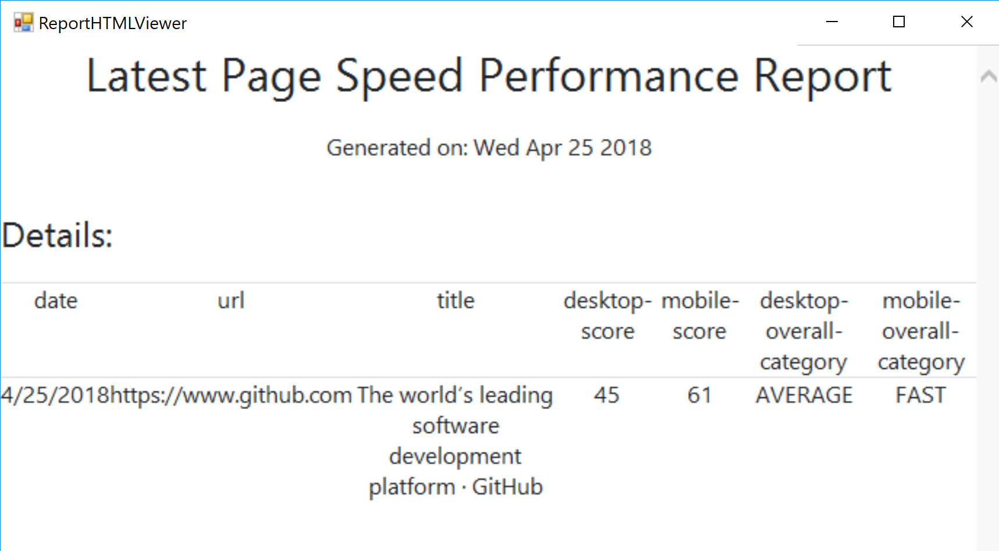 ReportHTMLViewer
Latest Page Speed Performance Report
Generated on: Wed Apr 25 2018
Details:
date url title desktop- mobile- desktop- mobile-
score score overall- overall-
category category
4/25/2018https://www.github.com The world's leading 45 61 AVERAGE FAST
software
development
platform · GitHub